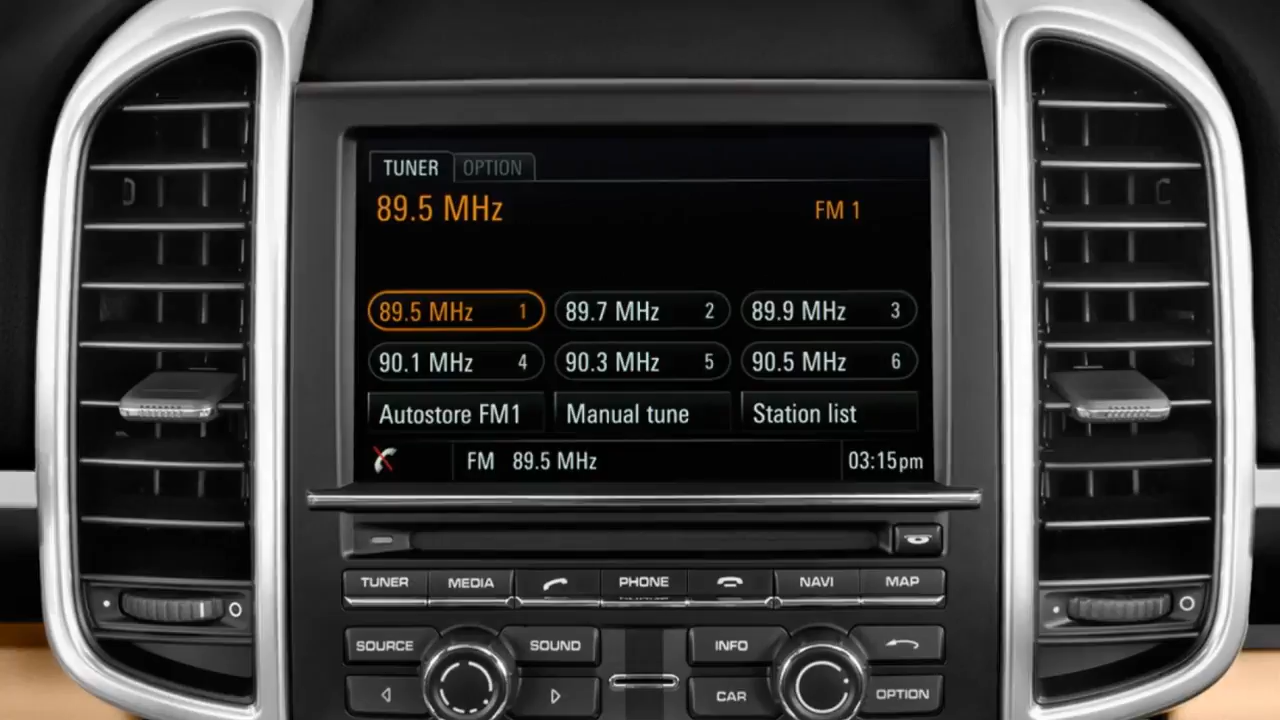 TUNER OPTION
89.5 MHz FM 1
89.5 MHz 1 89.7 MHz 2 89.9 MHz 3
90.1 MHz 4 90.3 MHz 5 90.5 MHz 6
Autostore FM1 Manual tune Station list
FM 89.5 MHz 03:15pm
TUNER MEDIA PHONE NAVI MAP
SOURCE SOUND INFO
CAR OPTION